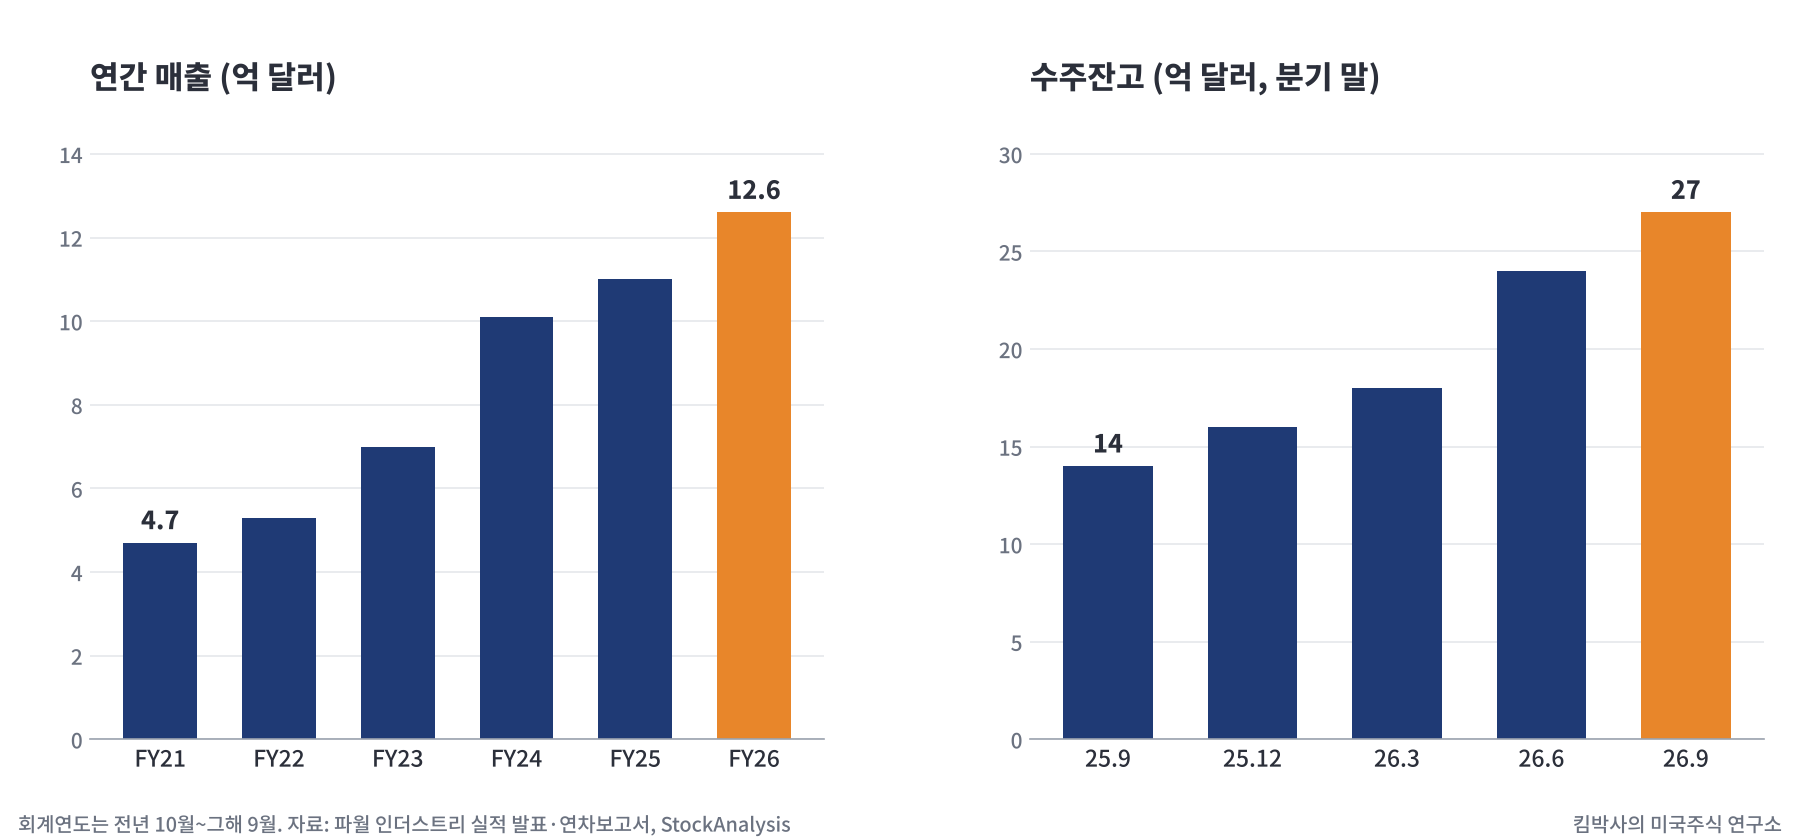 연간 매출 (억 달러)
14
12
10
8
6
4
2
0
4.7
12.6
FY21
FY22
FY23
FY24
FY25
FY26
수주잔고 (억 달러, 분기 말)
30
25
20
15
10
5
0
14
27
25.9
25.12
26.3
26.6
26.9
회계연도는 전년 10월~그해 9월. 자료: 파월 인더스트리 실적 발표·연차보고서, StockAnalysis
킴박사의 미국주식 연구소